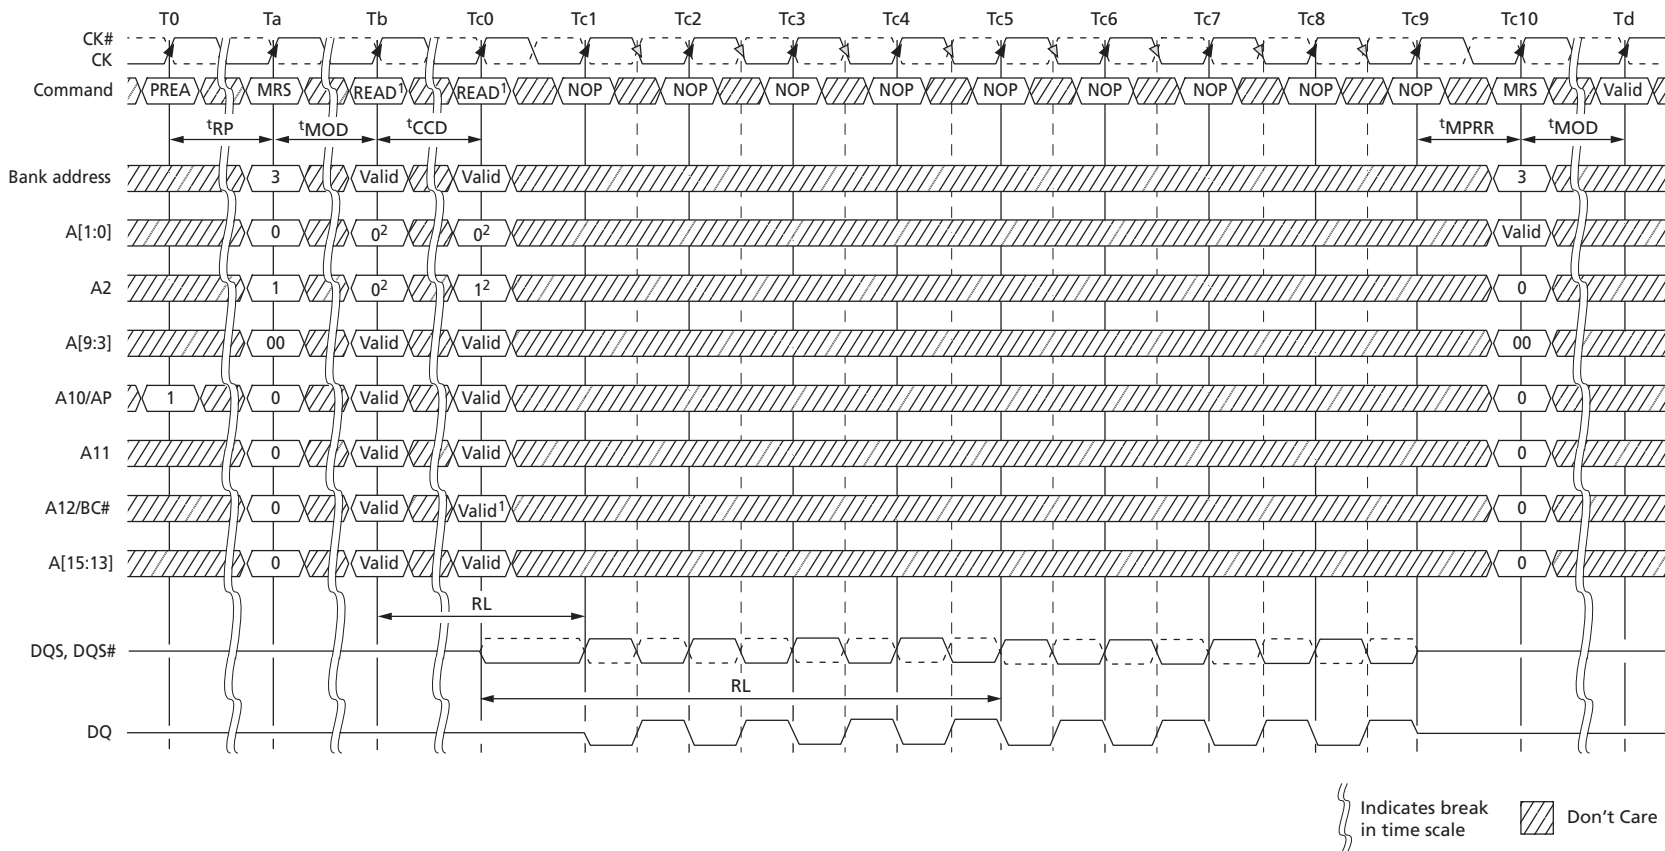 T0 Ta Tb Tc0 Tc1 Tc2 Tc3 Tc4 Tc5 Tc6 Tc7 Tc8 Tc9 Tc10 Td
CK#
CK
Command PREA MRS READ¹ READ¹ NOP NOP NOP NOP NOP NOP NOP NOP NOP MRS Valid
ᵗRP ᵗMOD ᵗCCD ᵗMPRR ᵗMOD
Bank address 3 Valid Valid 3
A[1:0] 0 0² 0² Valid
A2 1 0² 1² 0
A[9:3] 00 Valid Valid 00
A10/AP 1 0 Valid Valid 0
A11 0 Valid Valid 0
A12/BC# 0 Valid Valid¹ 0
A[15:13] 0 Valid Valid 0
RL
DQS, DQS#
RL
DQ
Indicates break
in time scale
Don't Care